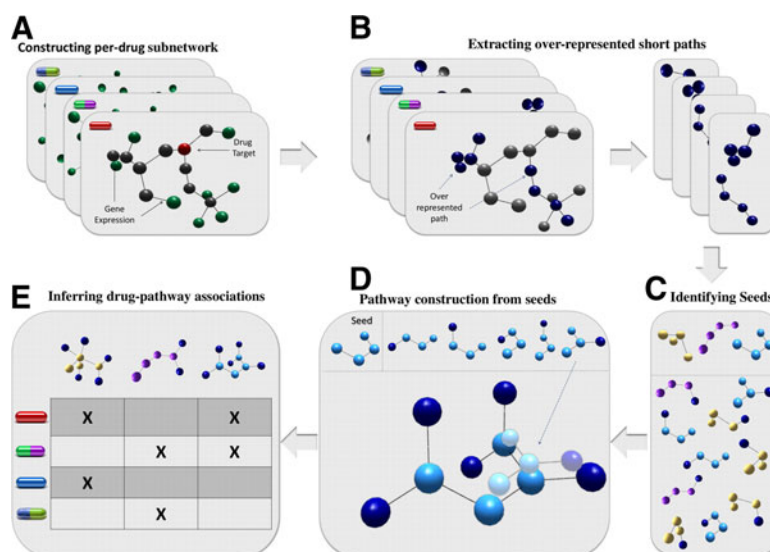 A
Constructing per-drug subnetwork
Drug
Target
Gene
Expression
B
Extracting over-represented short paths
Over
represented
path
C
Identifying Seeds
D
Pathway construction from seeds
Seed
E
Inferring drug-pathway associations
X X
X X
X
X